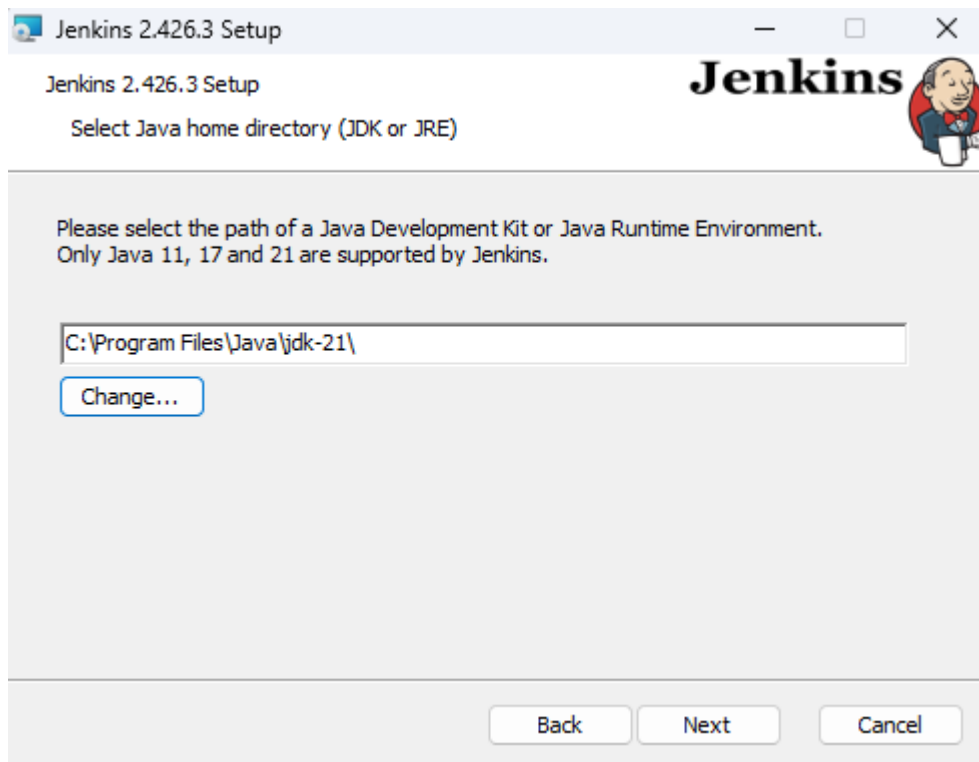 Jenkins 2.426.3 Setup
Jenkins 2.426.3 Setup
Jenkins
Select Java home directory (JDK or JRE)
Please select the path of a Java Development Kit or Java Runtime Environment.
Only Java 11, 17 and 21 are supported by Jenkins.
C:\Program Files\Java\jdk-21\
Change...
Back Next Cancel